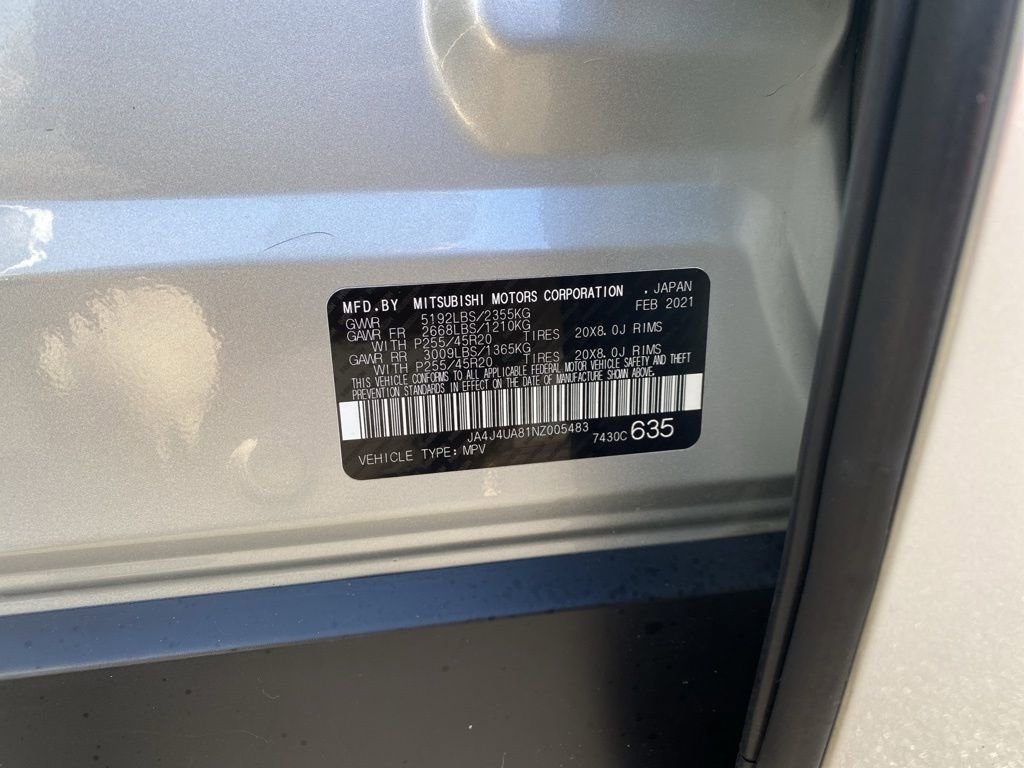 MFD.BY MITSUBISHI MOTORS CORPORATION . JAPAN
GVWR 5192LBS/2355KG FEB 2021
GAWR FR 2668LBS/1210KG
WITH P255/45R20 TIRES 20X8.0J RIMS
GAWR RR 3009LBS/1365KG
WITH P255/45R20 TIRES 20X8.0J RIMS
THIS VEHICLE CONFORMS TO ALL APPLICABLE FEDERAL MOTOR VEHICLE SAFETY AND THEFT
PREVENTION STANDARDS IN EFFECT ON THE DATE OF MANUFACTURE SHOWN ABOVE.
JA4J4UA81NZ005483 7430C 635
VEHICLE TYPE: MPV